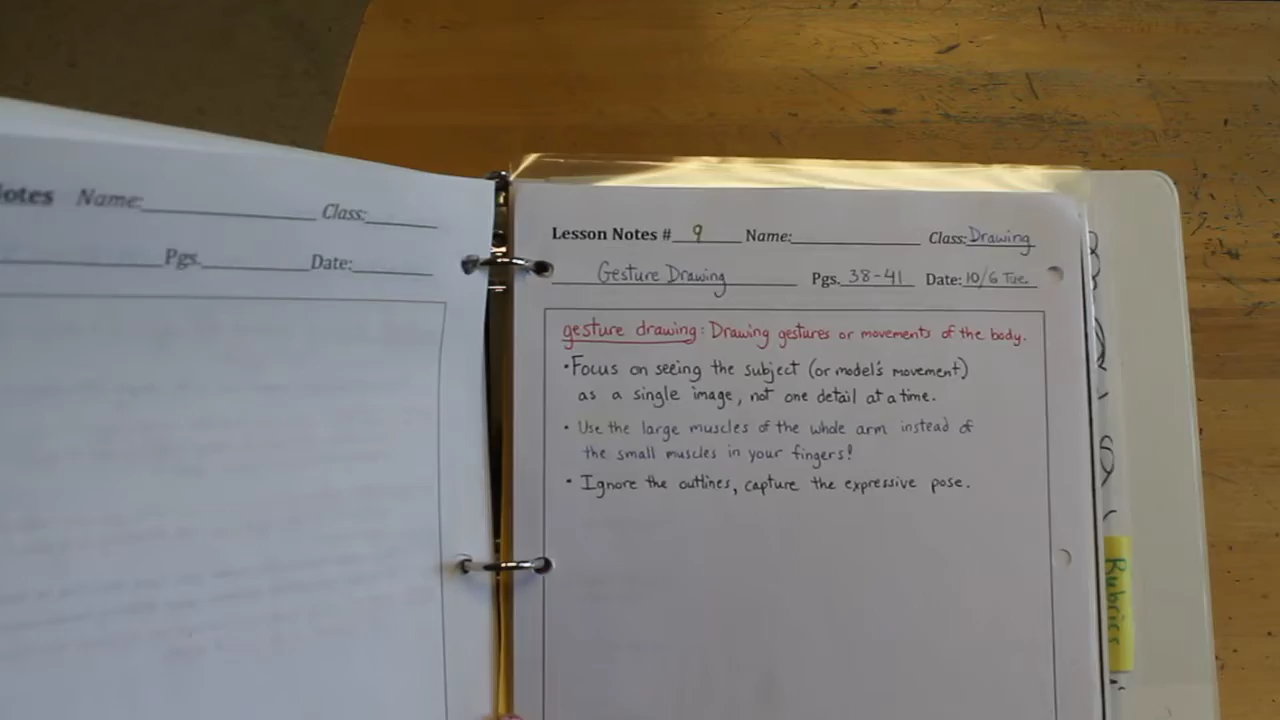 otes Name: Class:
Pgs. Date:
Lesson Notes # 9 Name: Class: Drawing
Gesture Drawing Pgs. 38-41 Date: 10/6 Tue.
gesture drawing: Drawing gestures or movements of the body.
• Focus on seeing the subject (or model's movement)
as a single image, not one detail at a time.
• Use the large muscles of the whole arm instead of
the small muscles in your fingers!
• Ignore the outlines, capture the expressive pose.
Rubrics